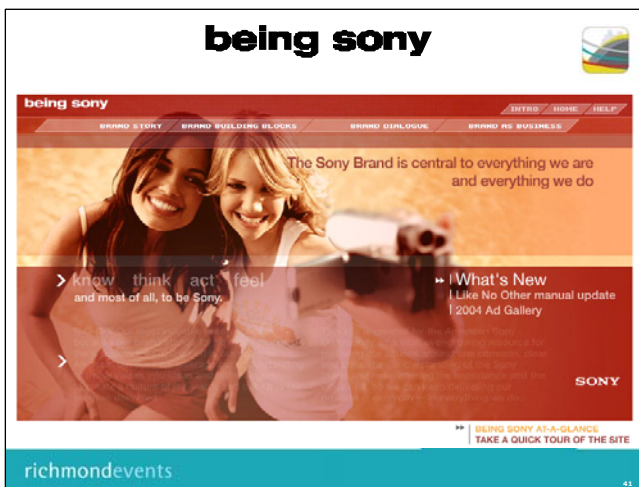 being sony
being sony
INTRO HOME HELP
BRAND STORY BRAND BUILDING BLOCKS BRAND DIALOGUE BRAND AS BUSINESS
The Sony Brand is central to everything we are
and everything we do
know think act feel
and most of all, to be Sony.
What's New
Like No Other manual update
2004 Ad Gallery
SONY
BEING SONY AT-A-GLANCE
TAKE A QUICK TOUR OF THE SITE
richmondevents
41